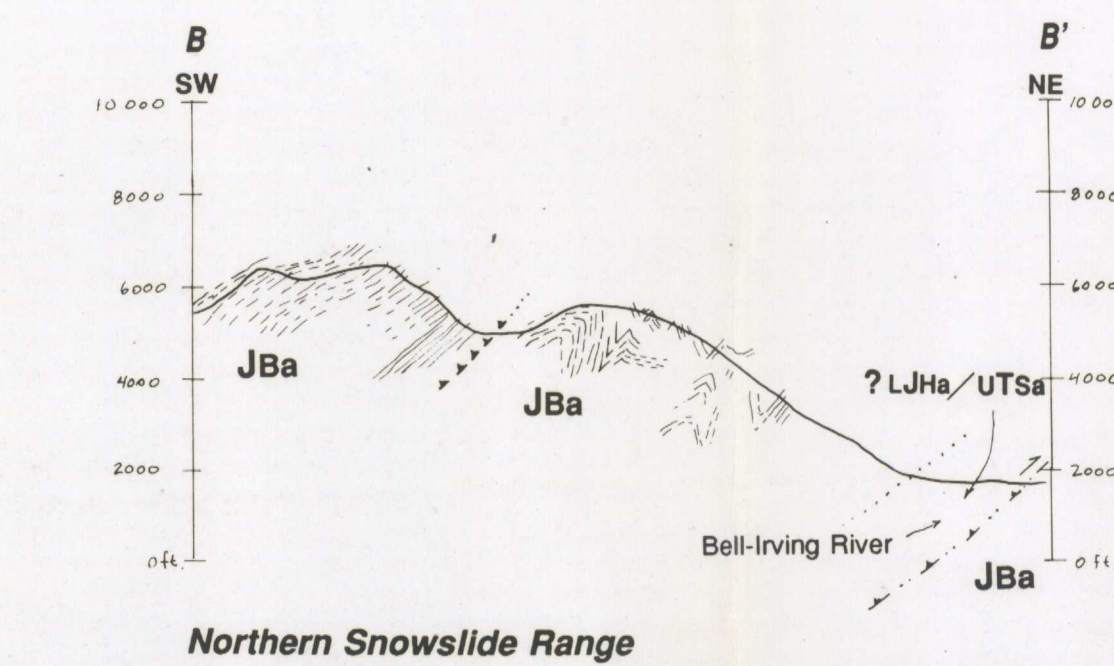 B B'
SW NE
10 000 10 00
8000 8000
6000 6000
JBa 4000 JBa ? LJHa/UTSa 4000
2000 2000
Bell-Irving River
0 ft. JBa 0 ft
Northern Snowslide Range